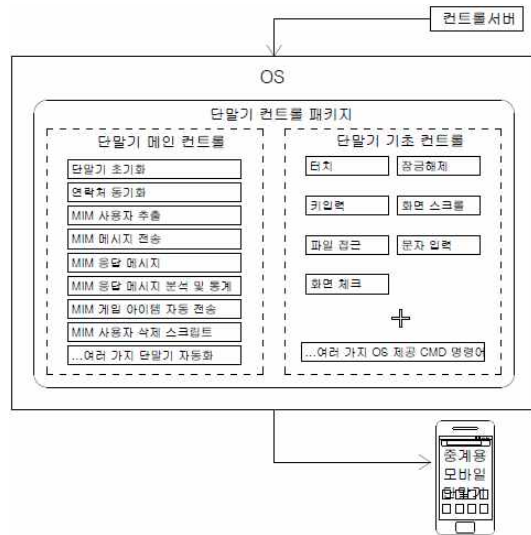 컨트롤서버
OS
단말기 컨트롤 패키지
단말기 메인 컨트롤
단말기 초기화
연락처 동기화
MIM 사용자 추출
MIM 메시지 전송
MIM 응답 메시지
MIM 응답 메시지 분석 및 통계
MIM 게임 아이템 자동 전송
MIM 사용자 삭제 스크립트
...여러 가지 단말기 자동화
단말기 기초 컨트롤
터치
잠금해제
키입력
화면 스크롤
파일 접근
문자 입력
화면 체크
+
...여러 가지 OS 제공 CMD 명령어
중계용
모바일
단말기